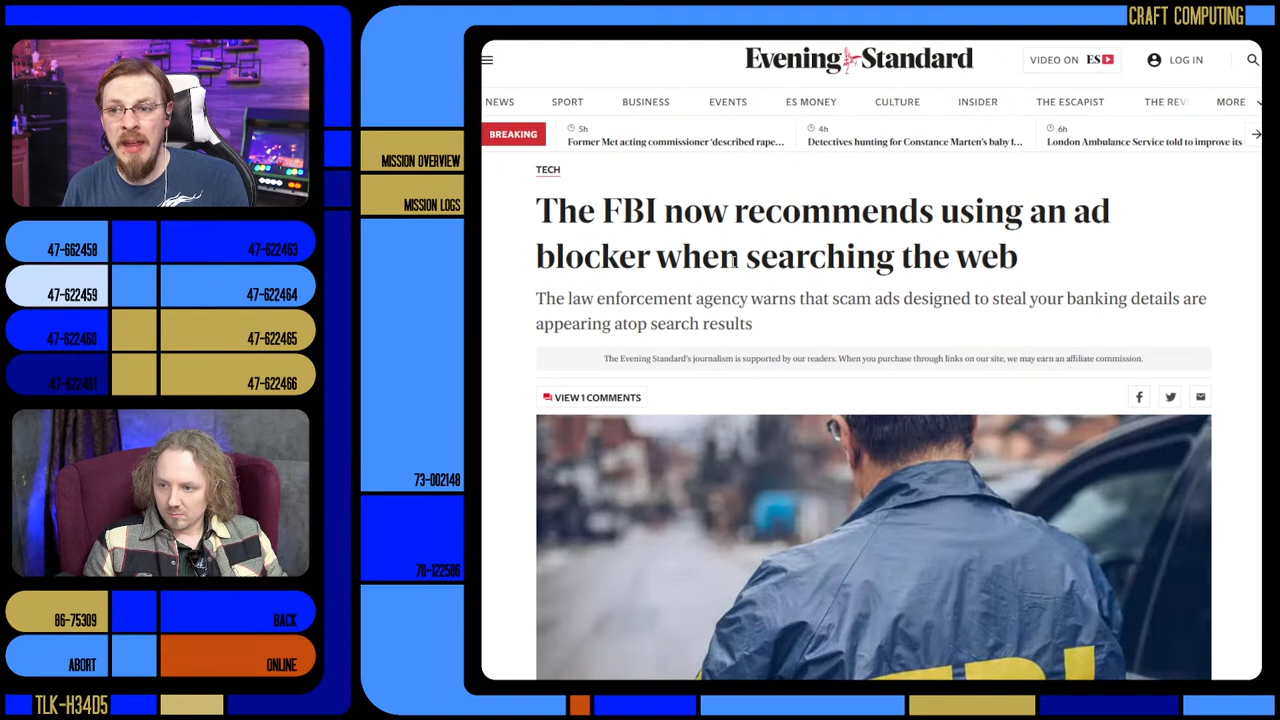 CRAFT COMPUTING
MISSION OVERVIEW
MISSION LOGS
47-662458
47-622463
47-622459
47-622464
47-622460
47-622465
47-622461
47-622466
73-002148
70-122506
86-75309
BACK
ABORT
ONLINE
TLK-H34D5
Evening Standard
VIDEO ON ES
LOG IN
NEWS SPORT BUSINESS EVENTS ES MONEY CULTURE INSIDER THE ESCAPIST THE REVI MORE
BREAKING
5h
Former Met acting commissioner 'described rape...
4h
Detectives hunting for Constance Marten's baby f...
6h
London Ambulance Service told to improve its
TECH
The FBI now recommends using an ad
blocker when searching the web
The law enforcement agency warns that scam ads designed to steal your banking details are
appearing atop search results
The Evening Standard's journalism is supported by our readers. When you purchase through links on our site, we may earn an affiliate commission.
VIEW 1 COMMENTS